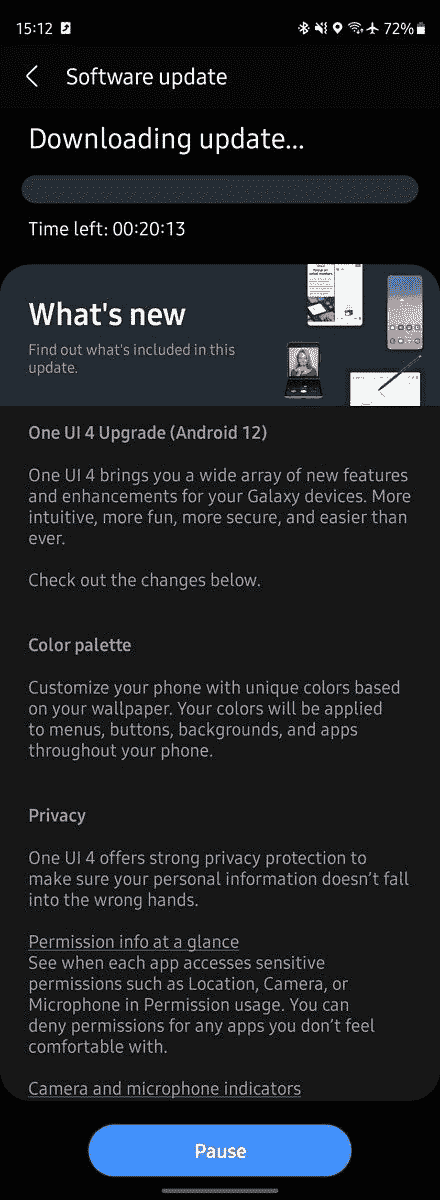 15:12
72%
Software update
Downloading update...
Time left: 00:20:13
What's new
Find out what's included in this
update.
One UI 4 Upgrade (Android 12)
One UI 4 brings you a wide array of new features
and enhancements for your Galaxy devices. More
intuitive, more fun, more secure, and easier than
ever.
Check out the changes below.
Color palette
Customize your phone with unique colors based
on your wallpaper. Your colors will be applied
to menus, buttons, backgrounds, and apps
throughout your phone.
Privacy
One UI 4 offers strong privacy protection to
make sure your personal information doesn’t fall
into the wrong hands.
Permission info at a glance
See when each app accesses sensitive
permissions such as Location, Camera, or
Microphone in Permission usage. You can
deny permissions for any apps you don’t feel
comfortable with.
Camera and microphone indicators
Pause